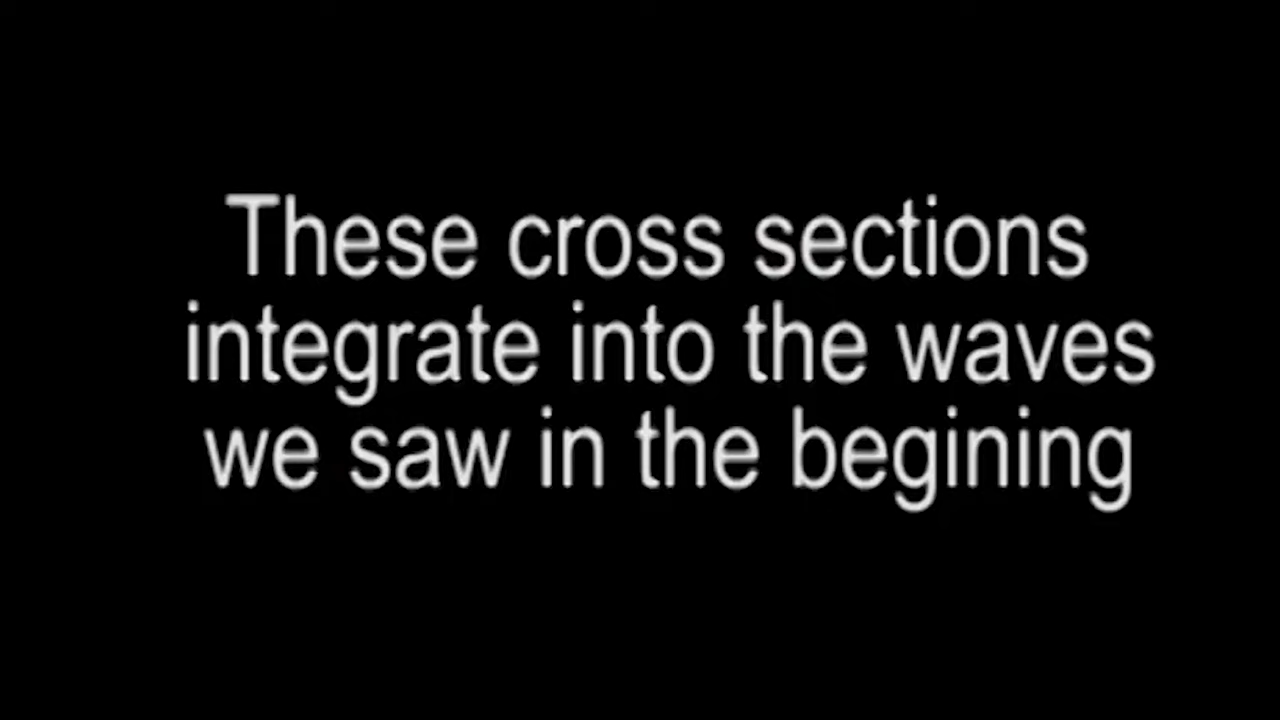 These cross sections
integrate into the waves
we saw in the begining